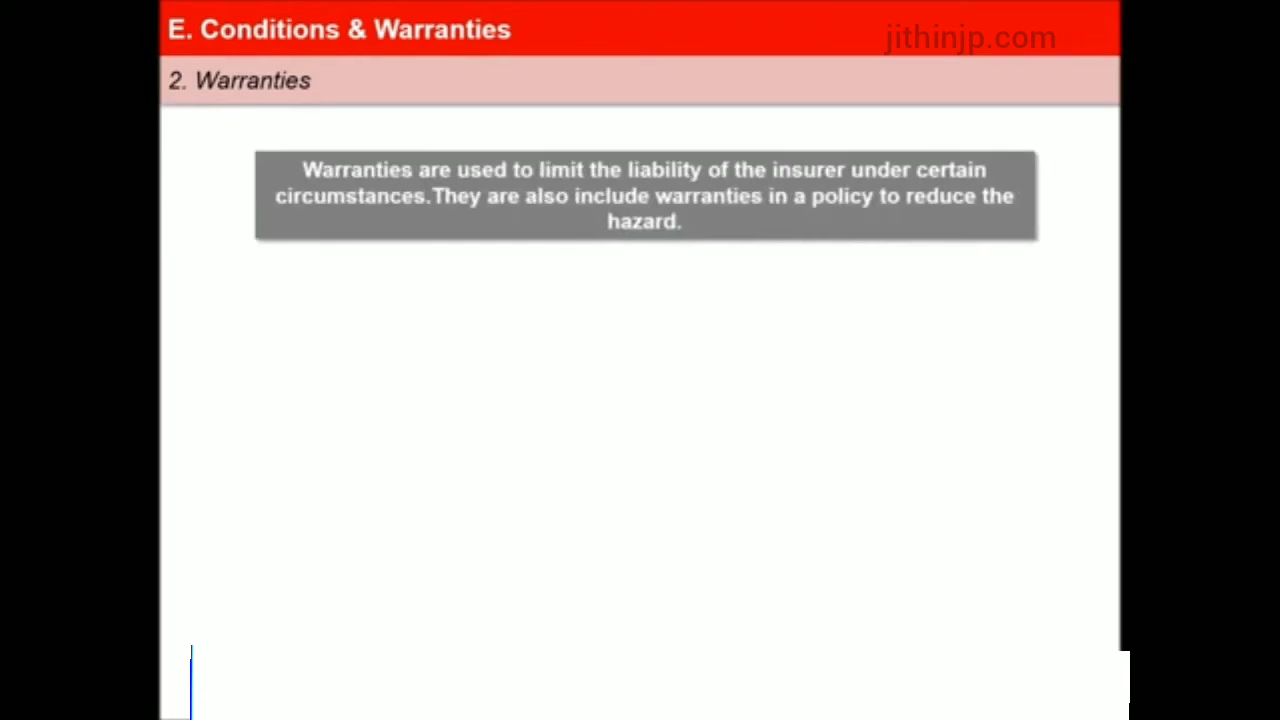 E. Conditions & Warranties
jithinjp.com
2. Warranties
Warranties are used to limit the liability of the insurer under certain
circumstances.They are also include warranties in a policy to reduce the
hazard.